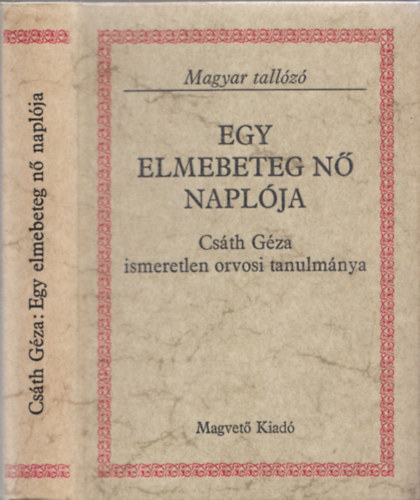 Csáth Géza: Egy elmebeteg nő naplója
Magyar tallózó
EGY
ELMEBETEG NŐ
NAPLÓJA
Csáth Géza
ismeretlen orvosi tanulmánya
Magvető Kiadó